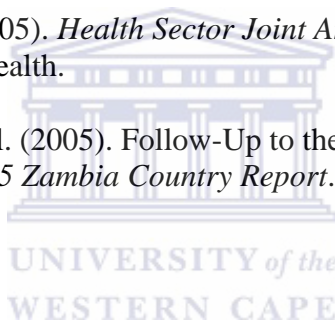 05). Health Sector Joint A
ealth.
l. (2005). Follow-Up to the
5 Zambia Country Report.
UNIVERSITY of the
WESTERN CAPE